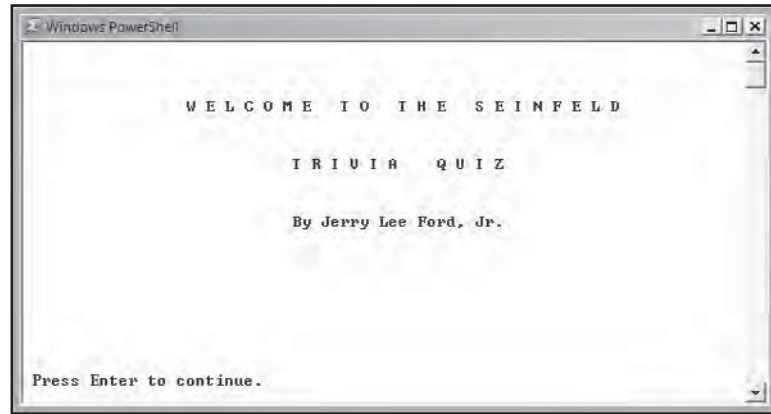 Windows PowerShell
W E L C O M E   T O   T H E   S E I N F E L D
T R I V I A   Q U I Z
By Jerry Lee Ford, Jr.
Press Enter to continue.